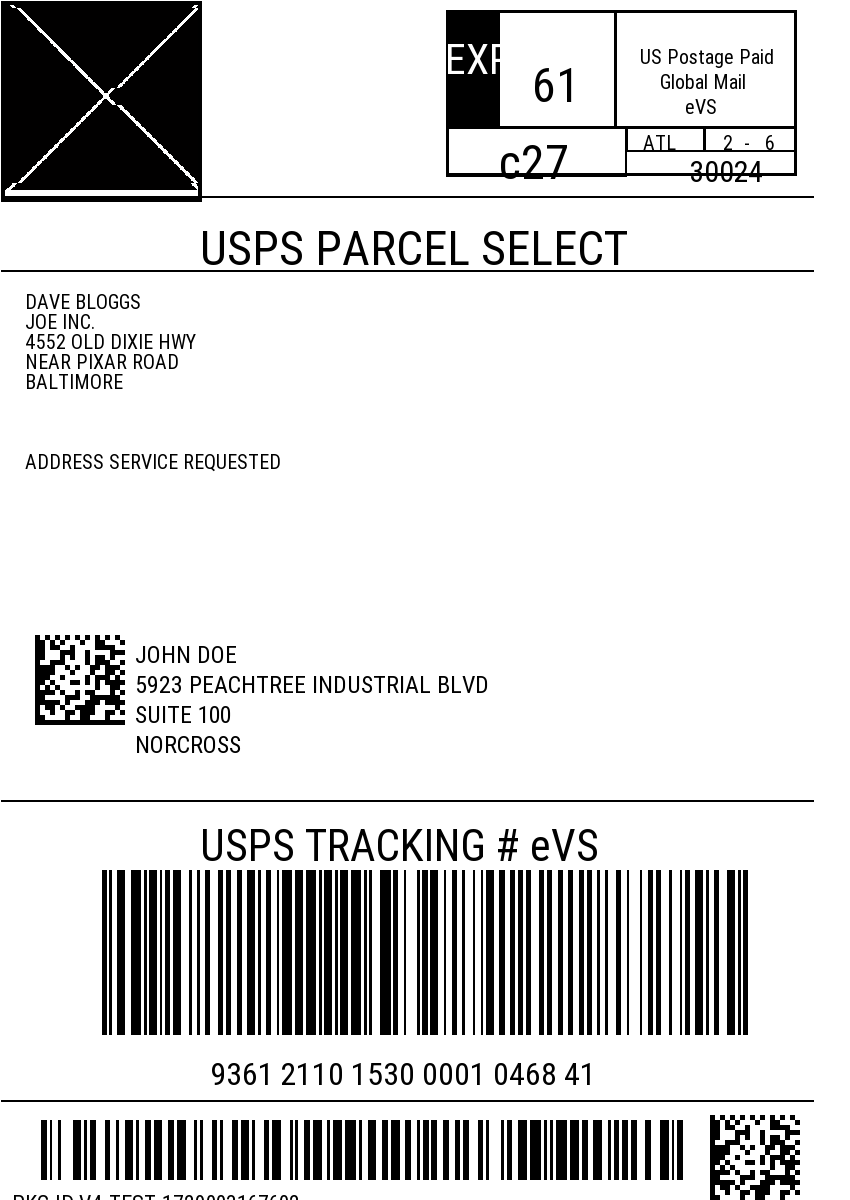 EXP
61
US Postage Paid
Global Mail
eVS
c27
ATL
2 - 6
30024
USPS PARCEL SELECT
DAVE BLOGGS
JOE INC.
4552 OLD DIXIE HWY
NEAR PIXAR ROAD
BALTIMORE
ADDRESS SERVICE REQUESTED
JOHN DOE
5923 PEACHTREE INDUSTRIAL BLVD
SUITE 100
NORCROSS
USPS TRACKING # eVS
9361 2110 1530 0001 0468 41